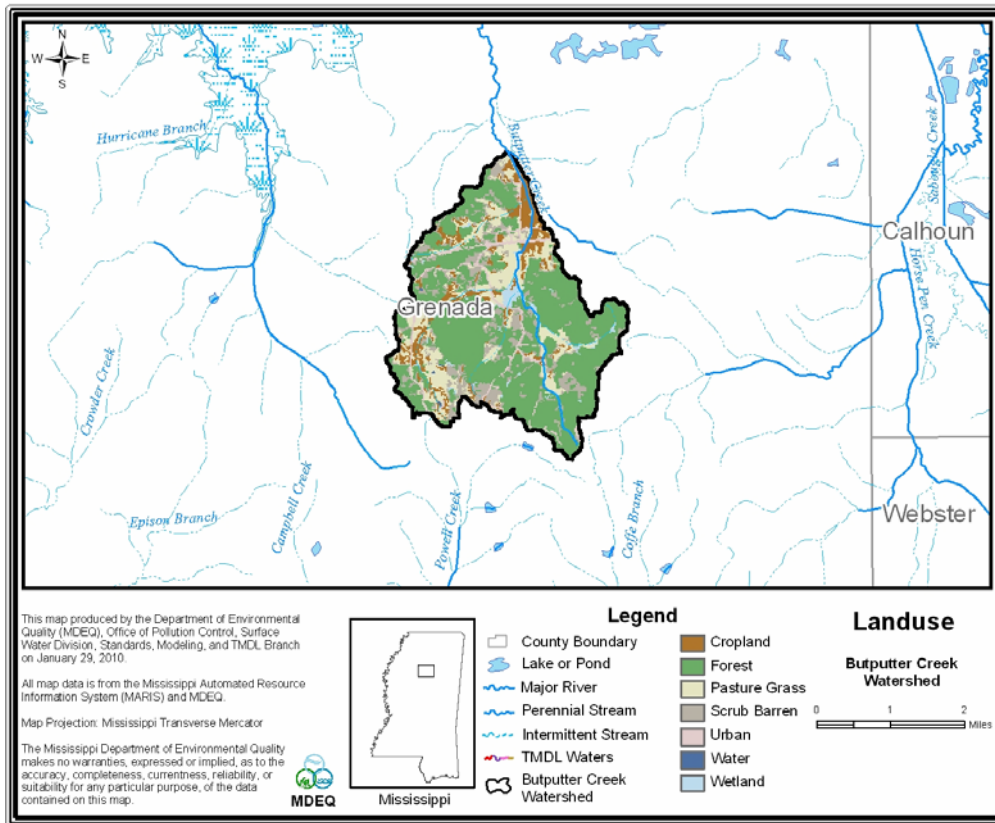 N
W E
S
Hurricane Branch
Butputter Creek
Sabougla Creek
Calhoun
Horse Pen Creek
Grenada
Crowder Creek
Epison Branch
Campbell Creek
Powell Creek
Coffe Branch
Webster
This map produced by the Department of Environmental
Quality (MDEQ), Office of Pollution Control, Surface
Water Division, Standards, Modeling, and TMDL Branch
on January 29, 2010.
All map data is from the Mississippi Automated Resource
Information System (MARIS) and MDEQ.
Map Projection: Mississippi Transverse Mercator
The Mississippi Department of Environmental Quality
makes no warranties, expressed or implied, as to the
accuracy, completeness, currentness, reliability, or
suitability for any particular purpose, of the data
contained on this map.
MDEQ
Mississippi
Legend
County Boundary
Lake or Pond
Major River
Perennial Stream
Intermittent Stream
TMDL Waters
Butputter Creek
Watershed
Cropland
Forest
Pasture Grass
Scrub Barren
Urban
Water
Wetland
Landuse
Butputter Creek
Watershed
0 1 2
Miles